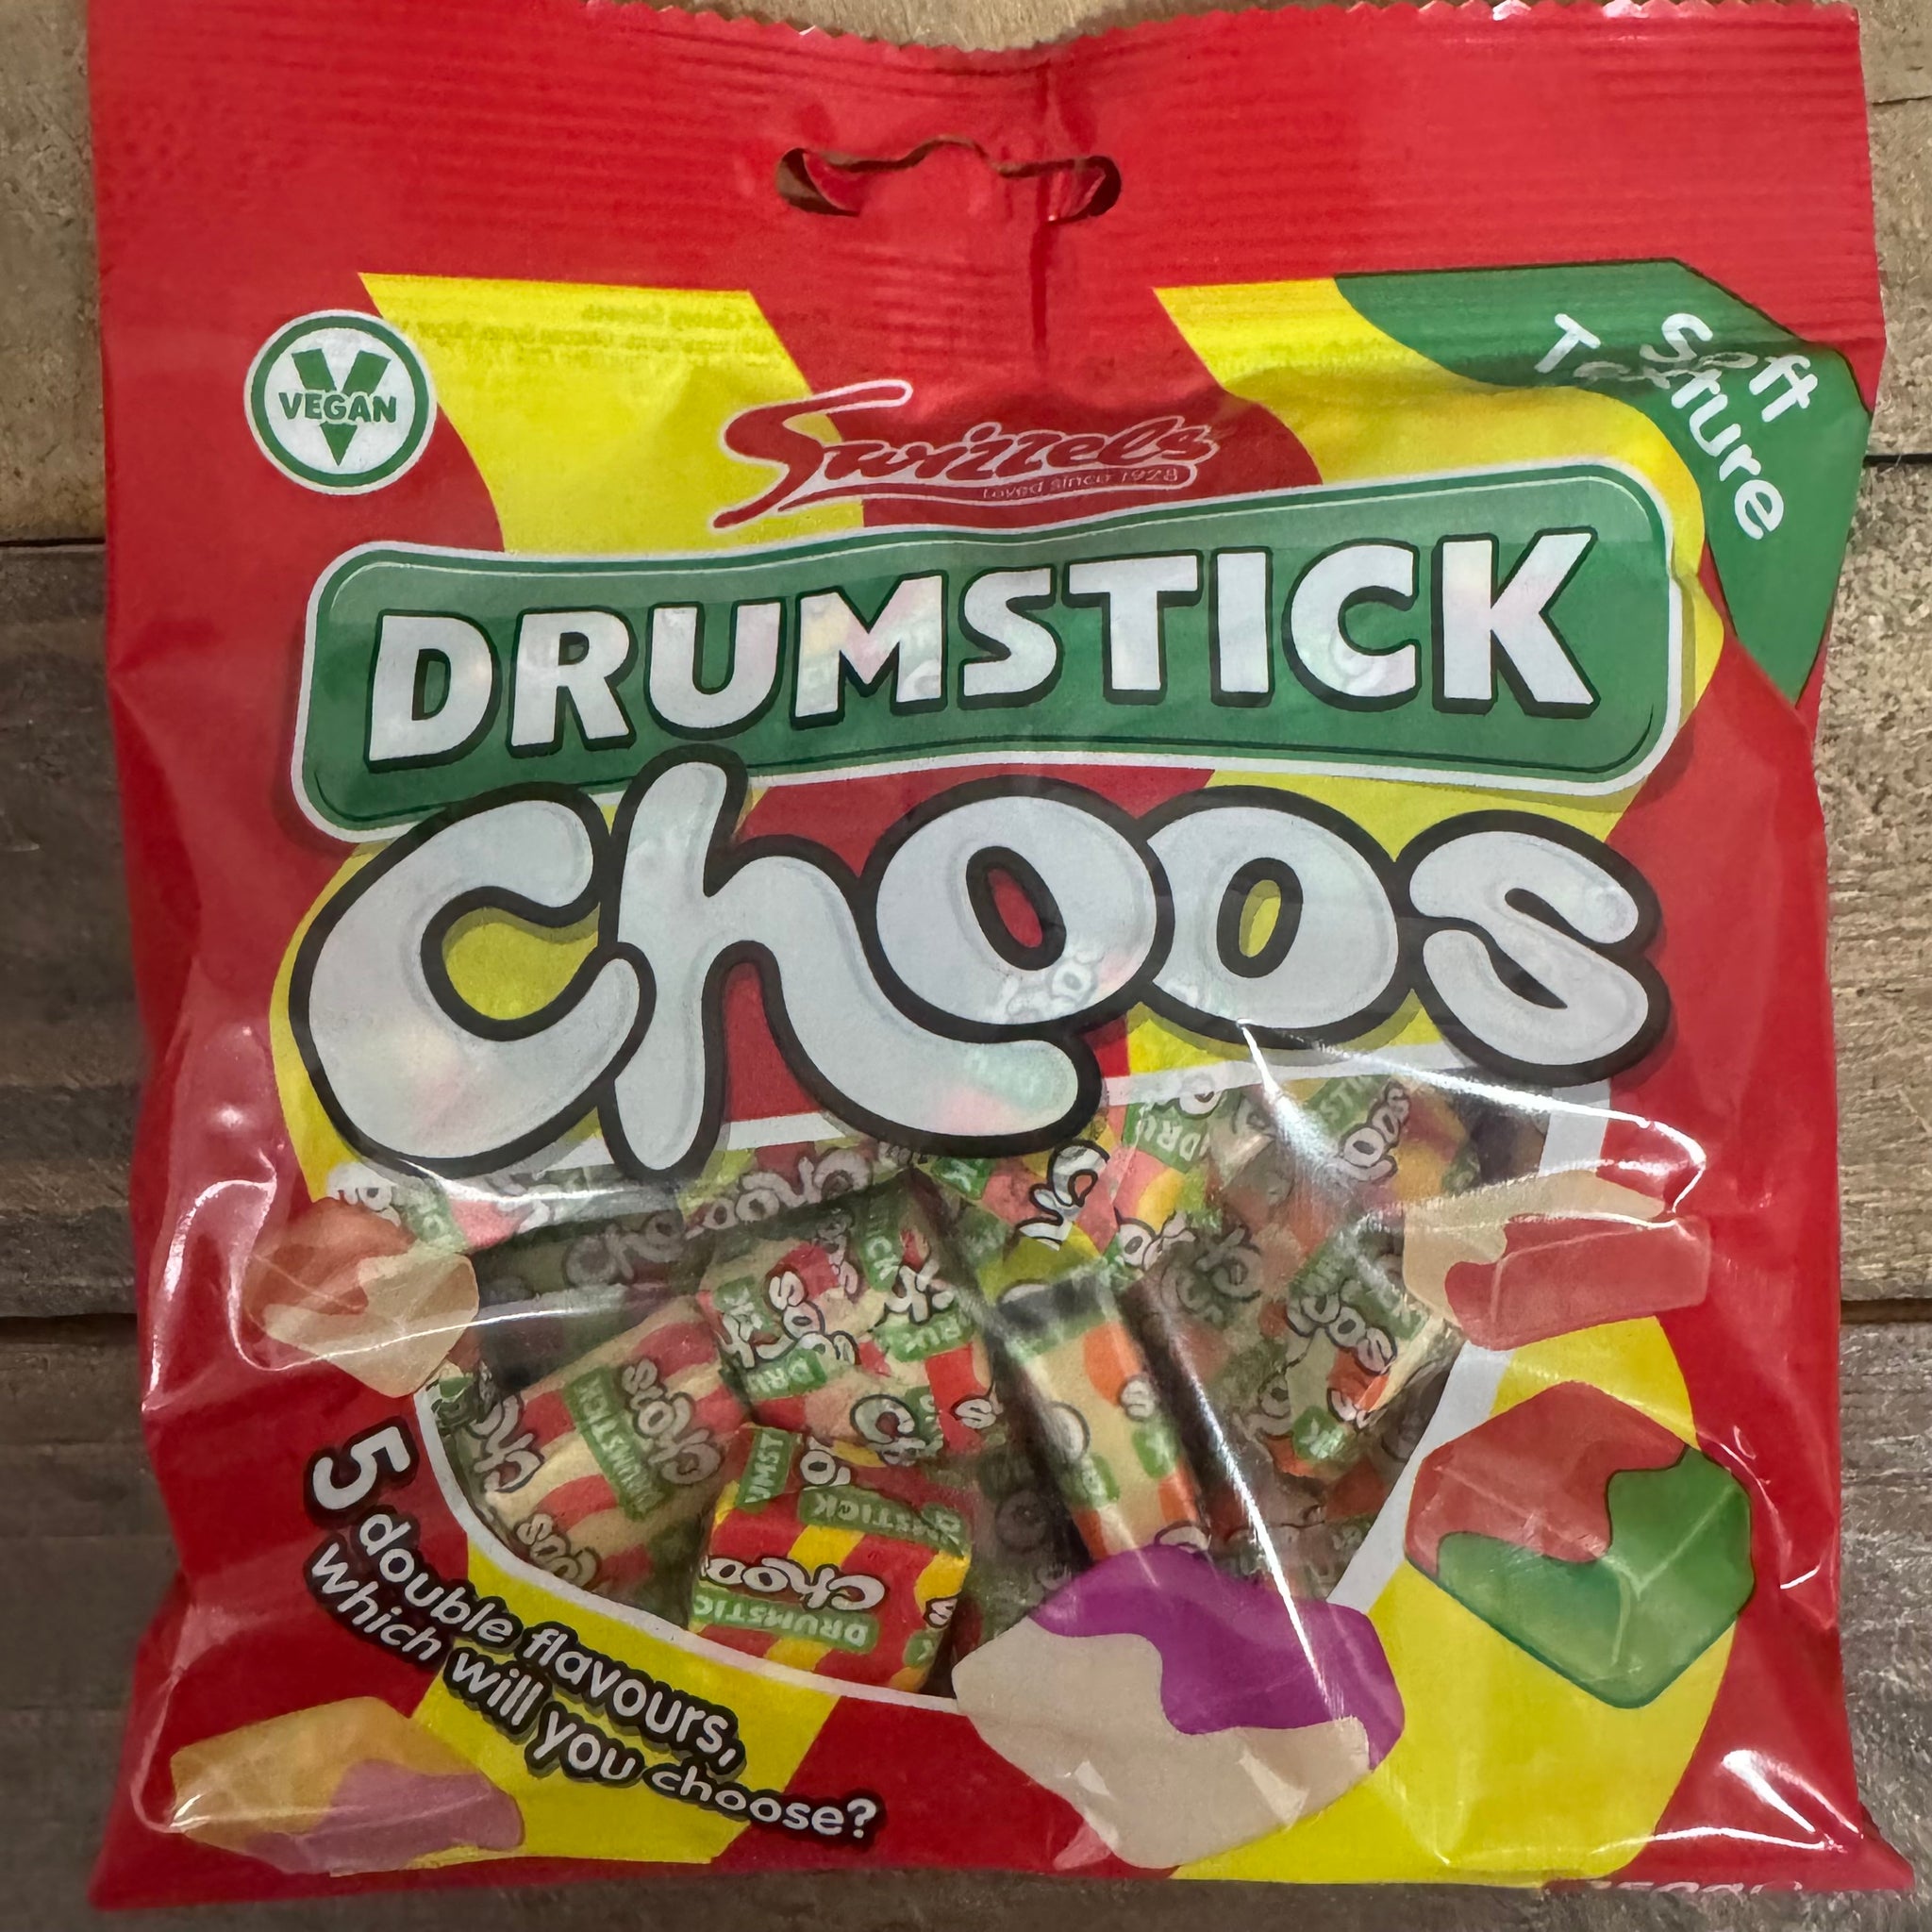 VEGAN
Soft
Texture
Swizzels
Loved since 1928
DRUMSTICK
Choos
5 double flavours,
which will you choose?